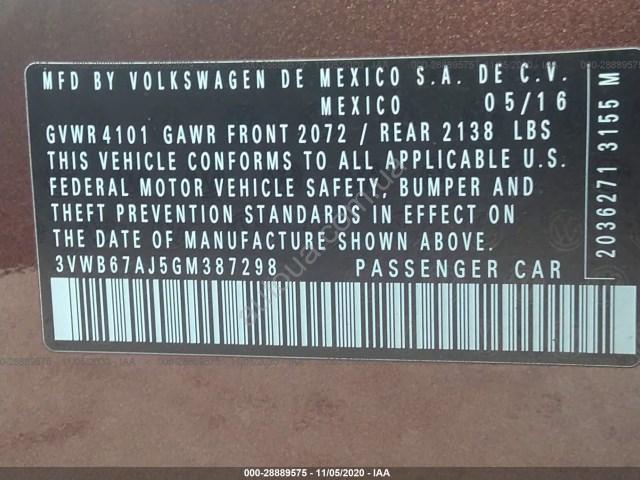 MFD BY VOLKSWAGEN DE MEXICO S.A. DE C.V.
MEXICO 05/16
GVWR 4101 GAWR FRONT 2072 / REAR 2138 LBS
THIS VEHICLE CONFORMS TO ALL APPLICABLE U.S.
FEDERAL MOTOR VEHICLE SAFETY, BUMPER AND
THEFT PREVENTION STANDARDS IN EFFECT ON
THE DATE OF MANUFACTURE SHOWN ABOVE.
3VWB67AJ5GM387298 PASSENGER CAR
2036271 3155 M
000-28889575 - 11/05/2020 - IAA